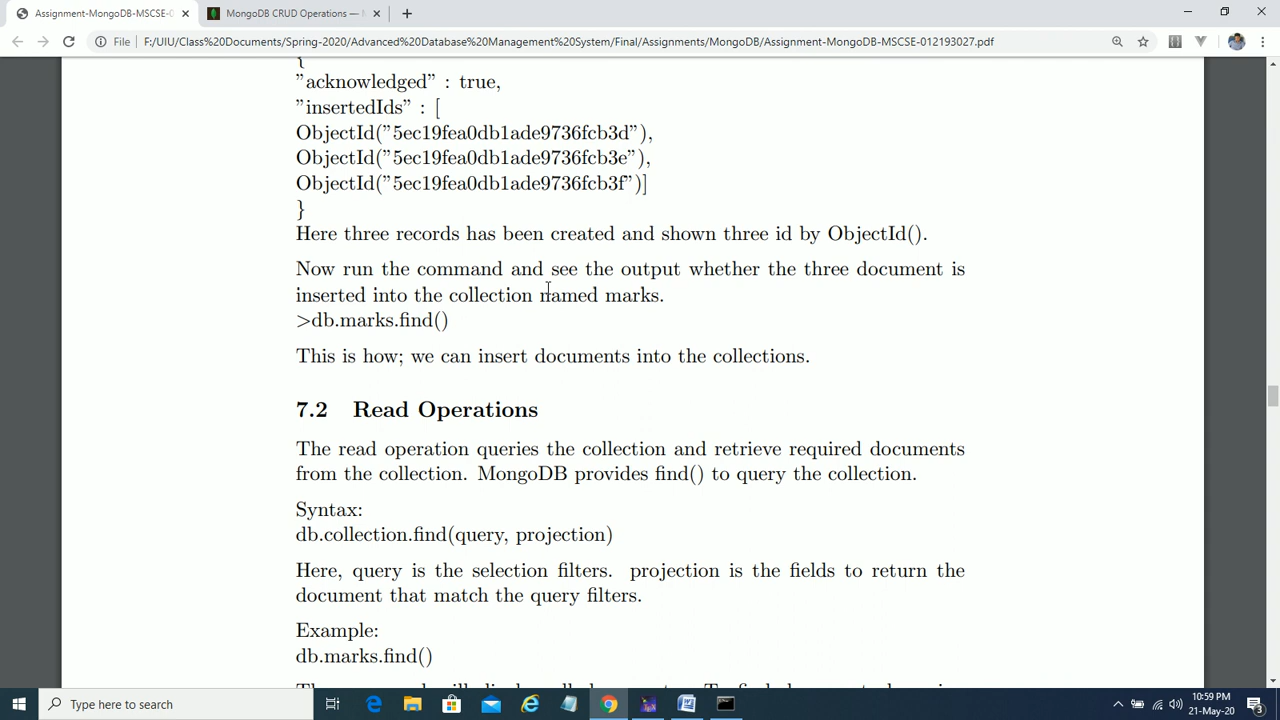 Assignment-MongoDB-MSCSE-0
MongoDB CRUD Operations — M
File
F:/UIU/Class%20Documents/Spring-2020/Advanced%20Database%20Management%20System/Final/Assignments/MongoDB/Assignment-MongoDB-MSCSE-012193027.pdf
{
”acknowledged” : true,
”insertedIds” : [
ObjectId(”5ec19fea0db1ade9736fcb3d”),
ObjectId(”5ec19fea0db1ade9736fcb3e”),
ObjectId(”5ec19fea0db1ade9736fcb3f”)]
}
Here three records has been created and shown three id by ObjectId().
Now run the command and see the output whether the three document is
inserted into the collection named marks.
>db.marks.find()
This is how; we can insert documents into the collections.
7.2 Read Operations
The read operation queries the collection and retrieve required documents
from the collection. MongoDB provides find() to query the collection.
Syntax:
db.collection.find(query, projection)
Here, query is the selection filters. projection is the fields to return the
document that match the query filters.
Example:
db.marks.find()
Type here to search
10:59 PM
21-May-20
3